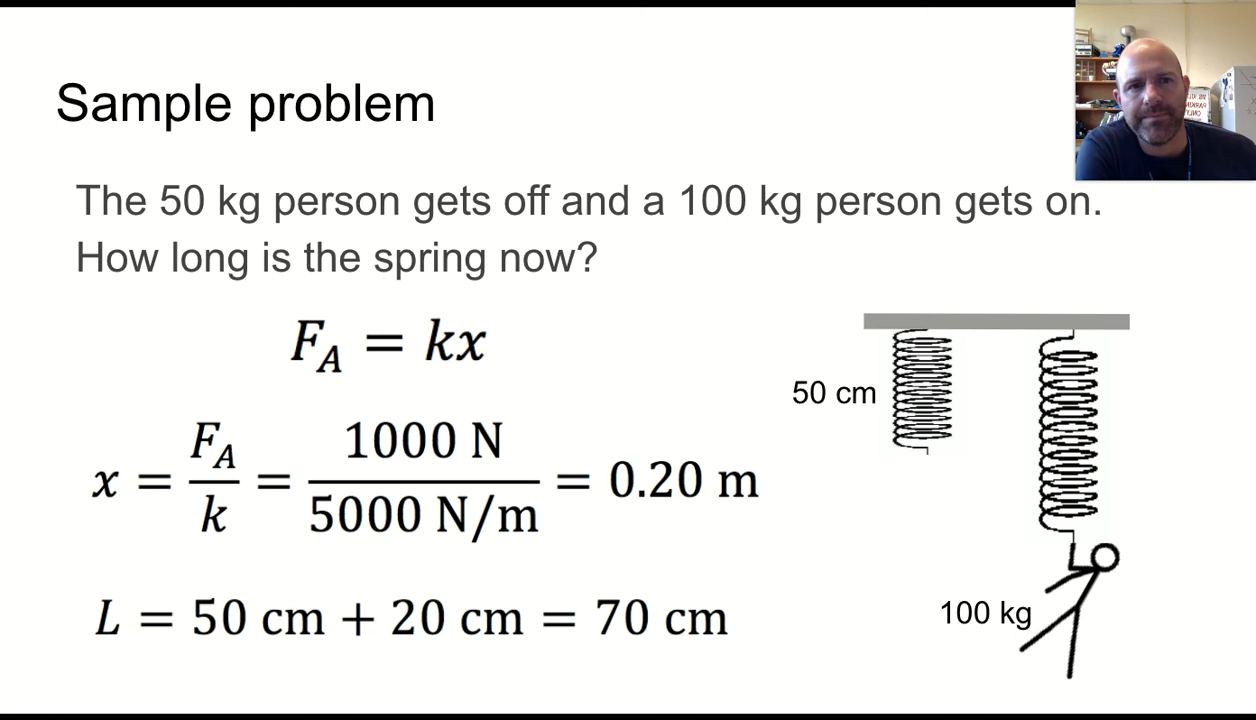 Sample problem
The 50 kg person gets off and a 100 kg person gets on.
How long is the spring now?
F_A = kx
x = F_A / k = 1000 N / 5000 N/m = 0.20 m
L = 50 cm + 20 cm = 70 cm
50 cm
100 kg